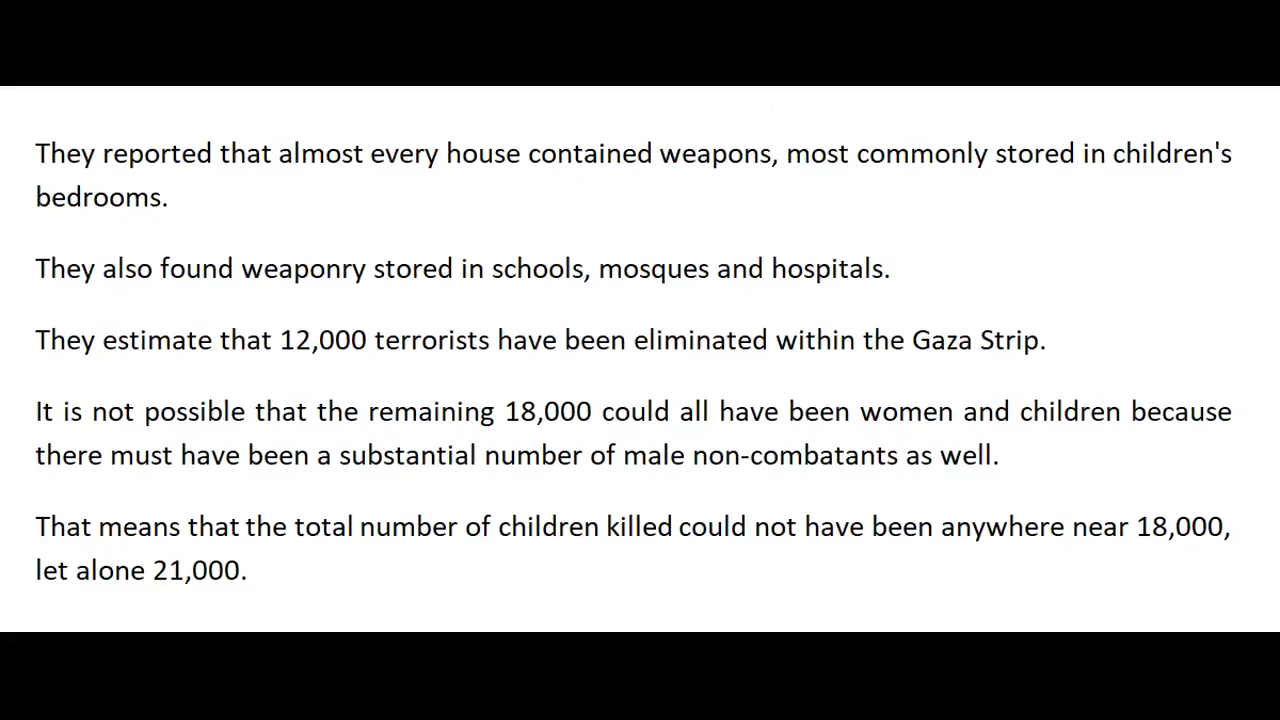 They reported that almost every house contained weapons, most commonly stored in children's
bedrooms.
They also found weaponry stored in schools, mosques and hospitals.
They estimate that 12,000 terrorists have been eliminated within the Gaza Strip.
It is not possible that the remaining 18,000 could all have been women and children because
there must have been a substantial number of male non-combatants as well.
That means that the total number of children killed could not have been anywhere near 18,000,
let alone 21,000.